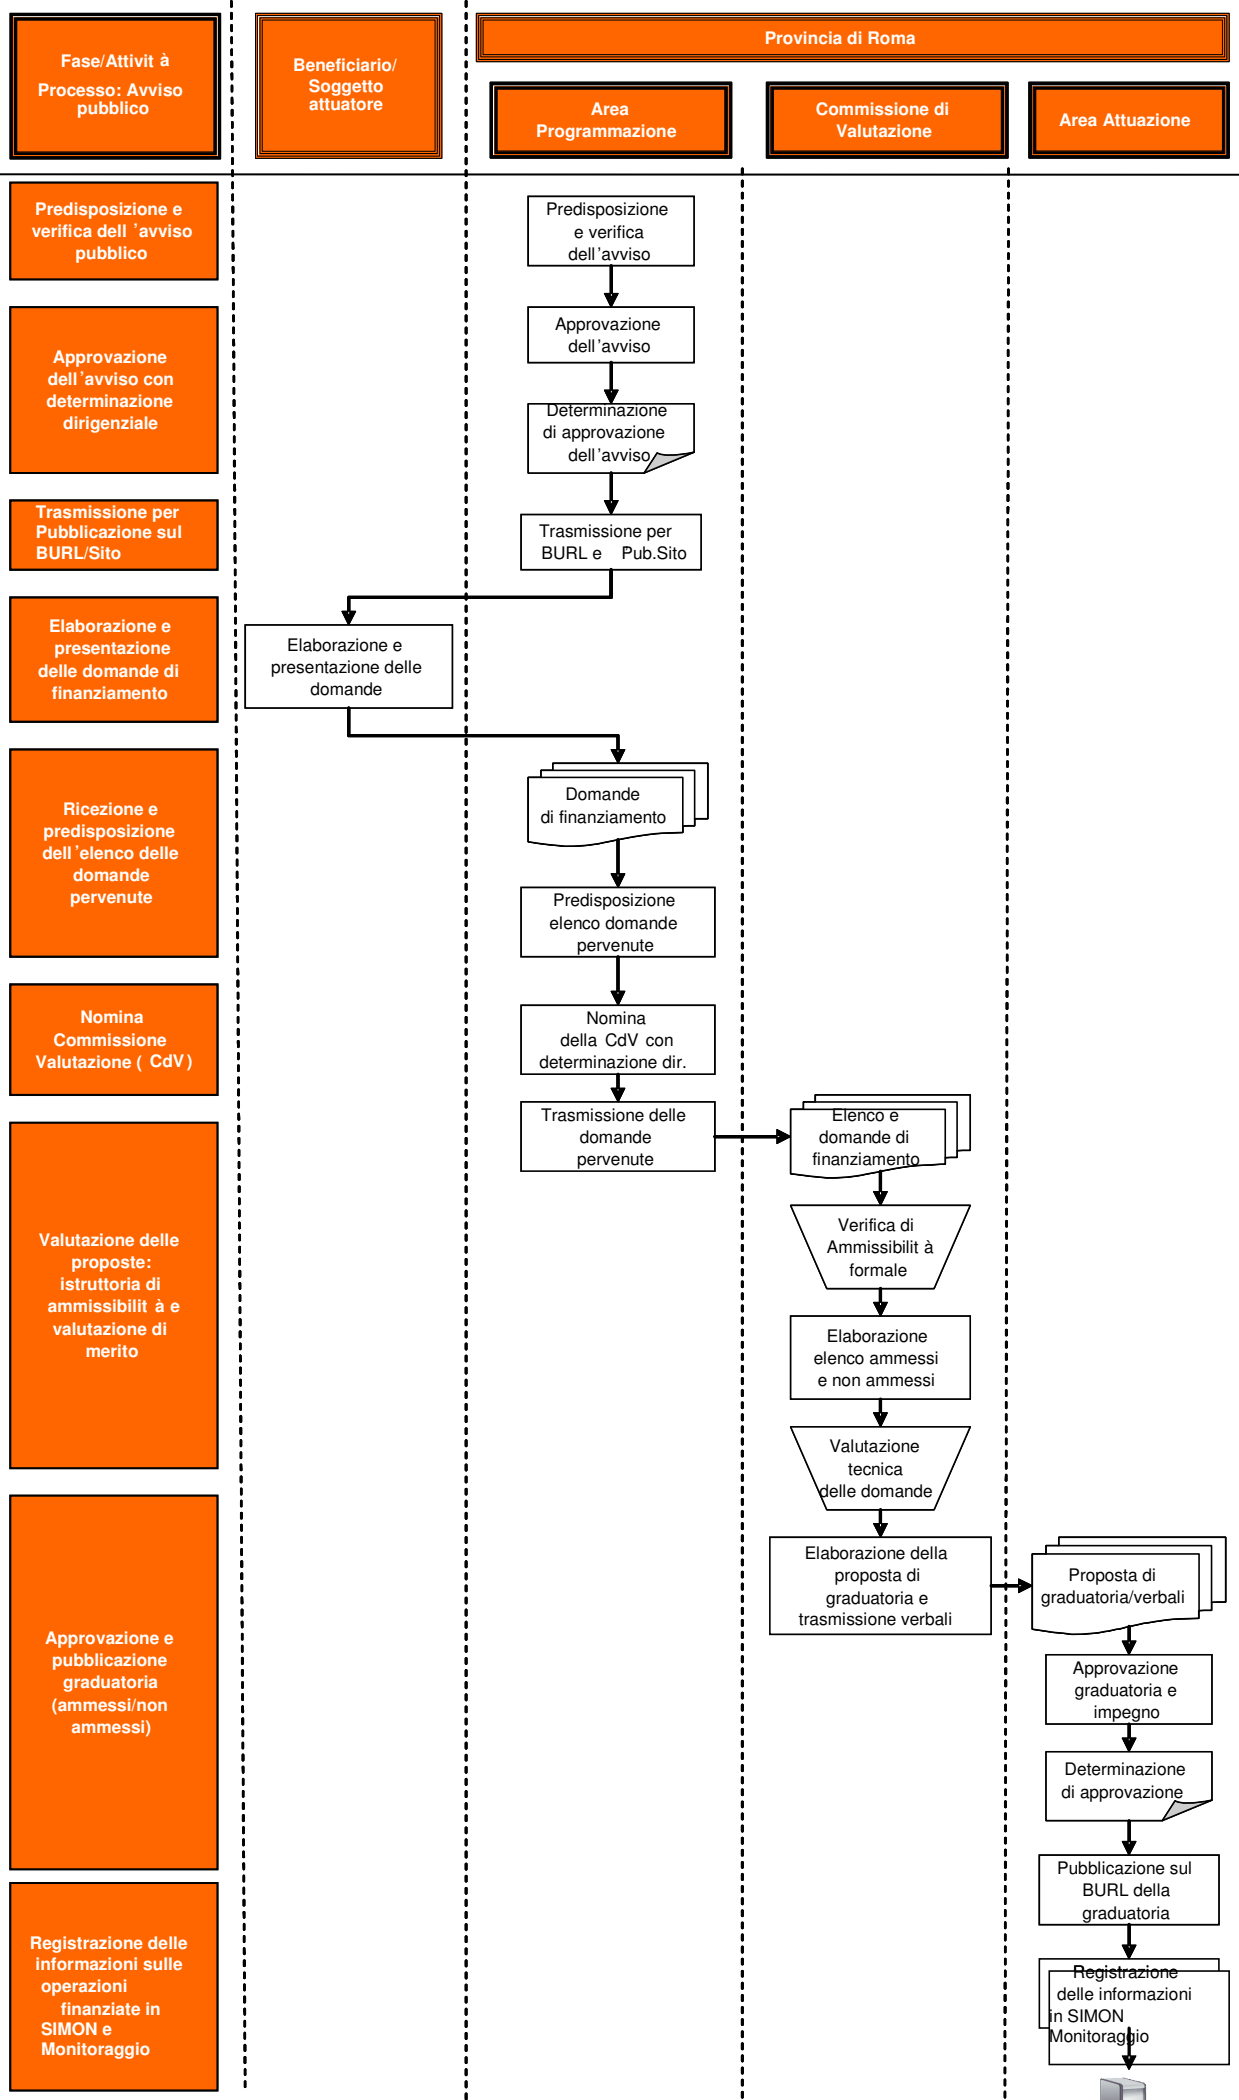 Fase/Attivit à
Processo: Avviso
pubblico
Beneficiario/
Soggetto
attuatore
Provincia di Roma
Area
Programmazione
Commissione di
Valutazione
Area Attuazione
Predisposizione e
verifica dell 'avviso
pubblico
Predisposizione
e verifica
dell'avviso
Approvazione
dell'avviso con
determinazione
dirigenziale
Approvazione
dell'avviso
Determinazione
di approvazione
dell'avviso
Trasmissione per
Pubblicazione sul
BURL/Sito
Trasmissione per
BURL e Pub.Sito
Elaborazione e
presentazione
delle domande di
finanziamento
Elaborazione e
presentazione delle
domande
Ricezione e
predisposizione
dell'elenco delle
domande
pervenute
Domande
di finanziamento
Predisposizione
elenco domande
pervenute
Nomina
Commissione
Valutazione ( CdV)
Nomina
della CdV con
determinazione dir.
Trasmissione delle
domande
pervenute
Elenco e
domande di
finanziamento
Valutazione delle
proposte:
istruttoria di
ammissibilit à e
valutazione di
merito
Verifica di
Ammissibilit à
formale
Elaborazione
elenco ammessi
e non ammessi
Valutazione
tecnica
delle domande
Approvazione e
pubblicazione
graduatoria
(ammessi/non
ammessi)
Elaborazione della
proposta di
graduatoria e
trasmissione verbali
Proposta di
graduatoria/verbali
Approvazione
graduatoria e
impegno
Determinazione
di approvazione
Pubblicazione sul
BURL della
graduatoria
Registrazione delle
informazioni sulle
operazioni
finanziate in
SIMON e
Monitoraggio
Registrazione
delle informazioni
in SIMON
Monitoraggio